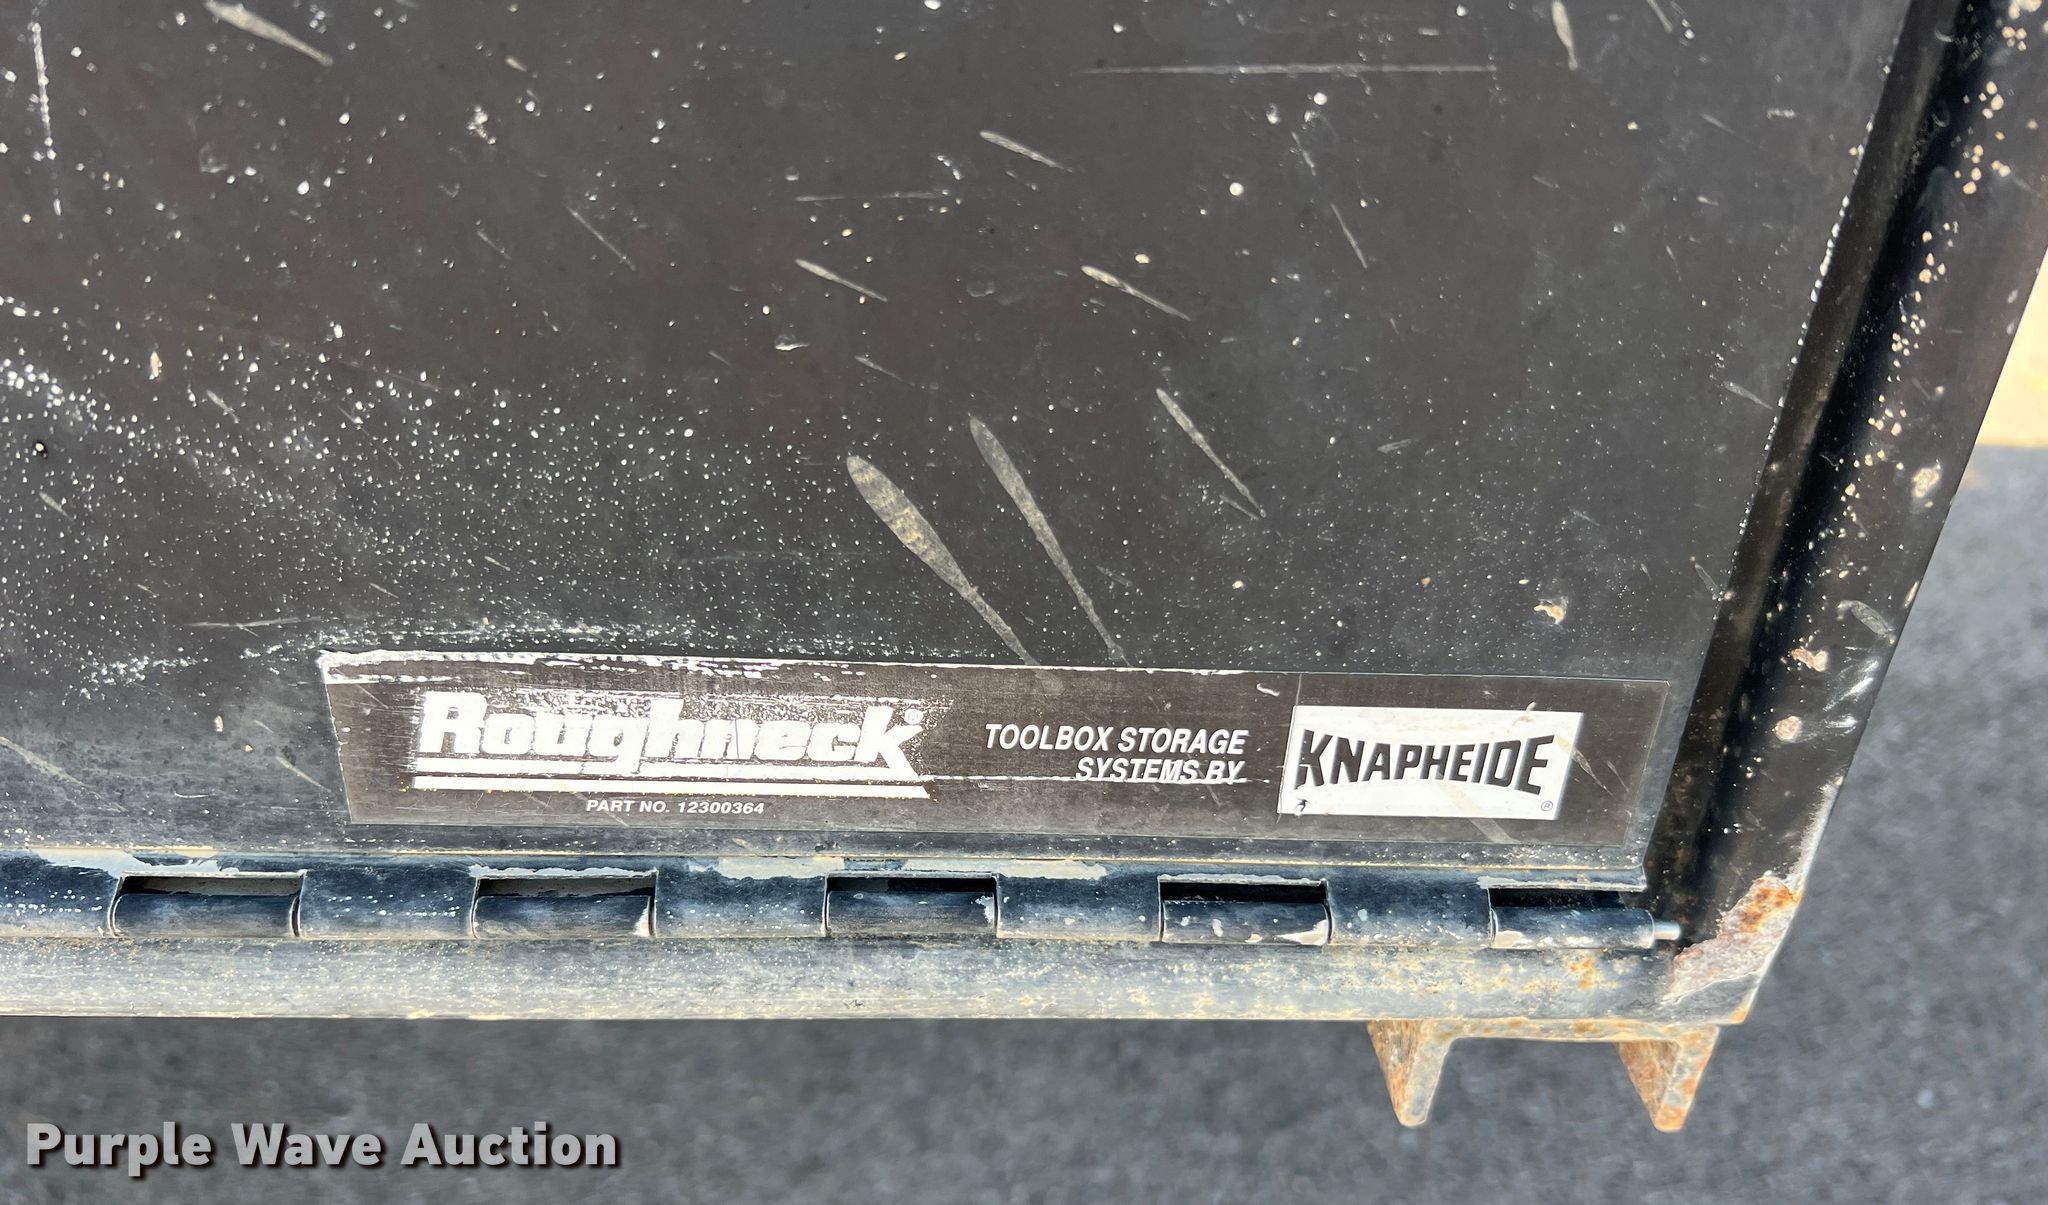 Roughneck®
PART NO. 12300364
TOOLBOX STORAGE
SYSTEMS BY
KNAPHEIDE®
Purple Wave Auction